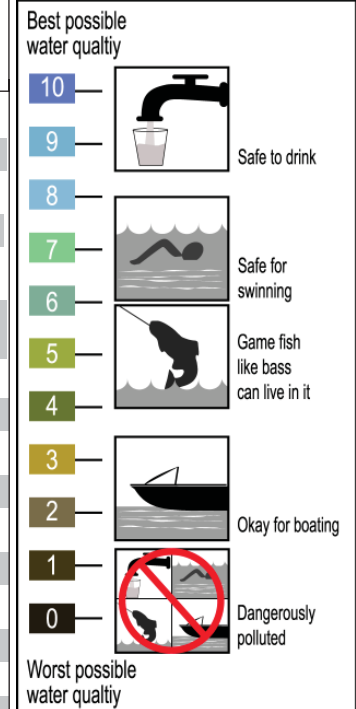 Best possible
water qualtiy
10
9
Safe to drink
8
7
Safe for
swinning
6
Game fish
like bass
can live in it
5
4
3
2
Okay for boating
1
0
Dangerously
polluted
Worst possible
water qualtiy